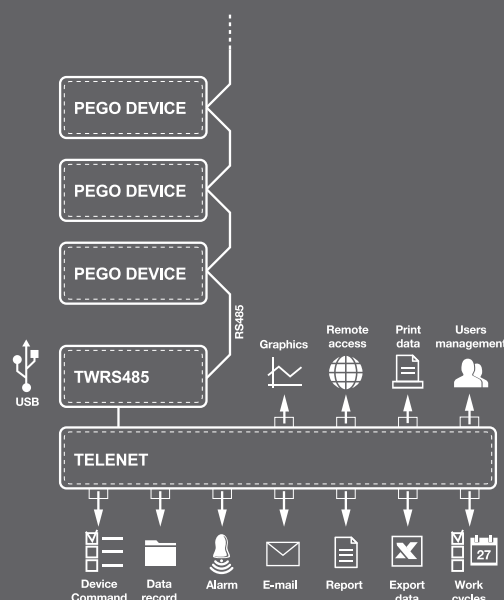 PEGO DEVICE
PEGO DEVICE
PEGO DEVICE
RS485
TWRS485
USB
Graphics
Remote
access
Print
data
Users
management
TELENET
Device
Command
Data
record
Alarm
E-mail
Report
Export
data
27
Work
cycles